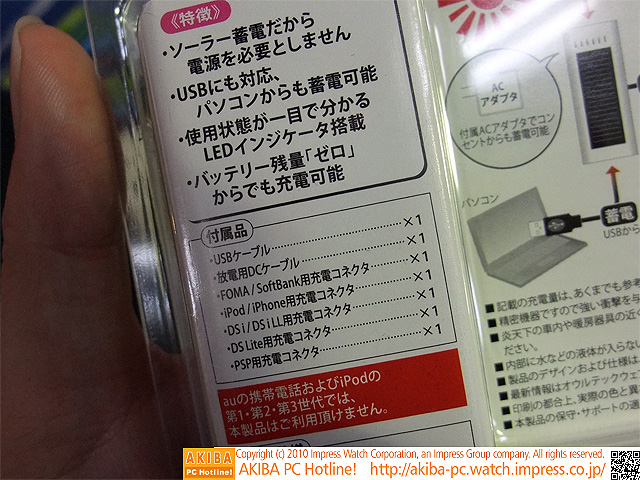 《特徴》
・ソーラー蓄電だから
電源を必要としません
・USBにも対応、
パソコンからも蓄電可能
・使用状態が一目で分かる
LEDインジケータ搭載
・バッテリー残量「ゼロ」
からでも充電可能
付属品
・USBケーブル……×1
・放電用DCケーブル……×1
・FOMA / SoftBank用充電コネクタ……×1
・iPod / iPhone用充電コネクタ……×1
・DSi / DSi LL用充電コネクタ……×1
・DS Lite用充電コネクタ……×1
・PSP用充電コネクタ……×1
auの携帯電話およびiPodの
第1・第2・第3世代では、
本製品はご利用頂けません。
AC
アダプタ
付属ACアダプタでコン
セントからも蓄電可能
パソコン
蓄電
USBから
■記載の充電量は、あくまでも参考
■精密機器ですので強い衝撃を与
■炎天下の車内や暖房器具の近く
ださい。
■内部に水などの液体が入らない
■製品のデザインおよび仕様は
■最新情報はオウルテックウェ
■印刷の都合上、実際の色と異
■本製品の保守・サポートの適
AKIBA
PC Hotline!
Copyright (c) 2010 Impress Watch Corporation, an Impress Group company. All rights reserved.
AKIBA PC Hotline! http://akiba-pc.watch.impress.co.jp/